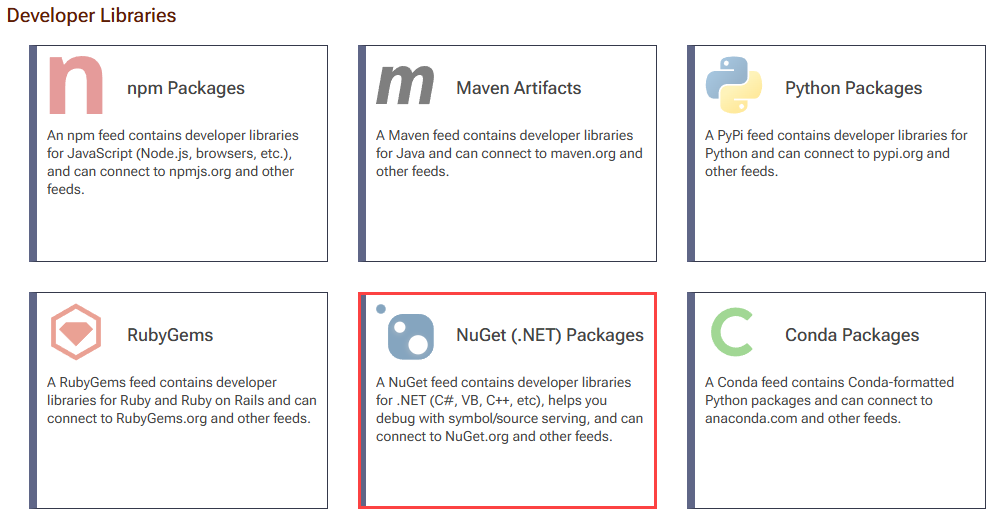 Developer Libraries
npm Packages
An npm feed contains developer libraries
for JavaScript (Node.js, browsers, etc.),
and can connect to npmjs.org and other
feeds.
Maven Artifacts
A Maven feed contains developer libraries
for Java and can connect to maven.org and
other feeds.
Python Packages
A PyPi feed contains developer libraries for
Python and can connect to pypi.org and
other feeds.
RubyGems
A RubyGems feed contains developer
libraries for Ruby and Ruby on Rails and can
connect to RubyGems.org and other feeds.
NuGet (.NET) Packages
A NuGet feed contains developer libraries
for .NET (C#, VB, C++, etc), helps you
debug with symbol/source serving, and can
connect to NuGet.org and other feeds.
Conda Packages
A Conda feed contains Conda-formatted
Python packages and can connect to
anaconda.com and other feeds.